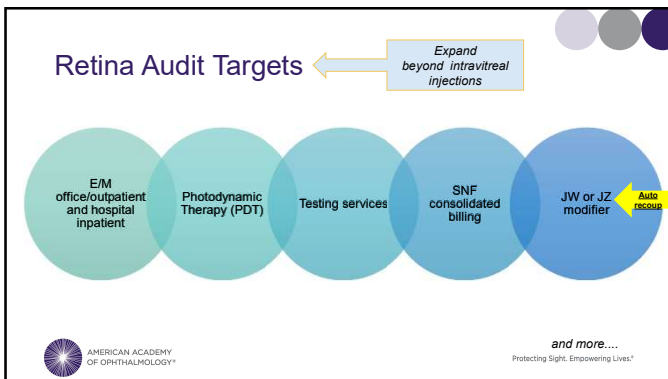 Retina Audit Targets
Expand
beyond intravitreal
injections
E/M
office/outpatient
and hospital
inpatient
Photodynamic
Therapy (PDT)
Testing services
SNF
consolidated
billing
JW or JZ
modifier
Auto
recoup
AMERICAN ACADEMY
OF OPHTHALMOLOGY®
and more....
Protecting Sight. Empowering Lives.®